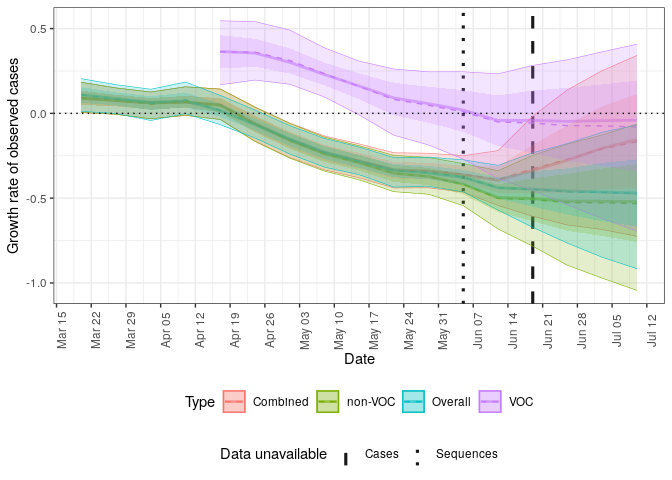 Growth rate of observed cases
0.5
0.0
-0.5
-1.0
Mar 15
Mar 22
Mar 29
Apr 05
Apr 12
Apr 19
Apr 26
May 03
May 10
May 17
May 24
May 31
Jun 07
Jun 14
Jun 21
Jun 28
Jul 05
Jul 12
Date
Type Combined non-VOC Overall VOC
Data unavailable Cases Sequences